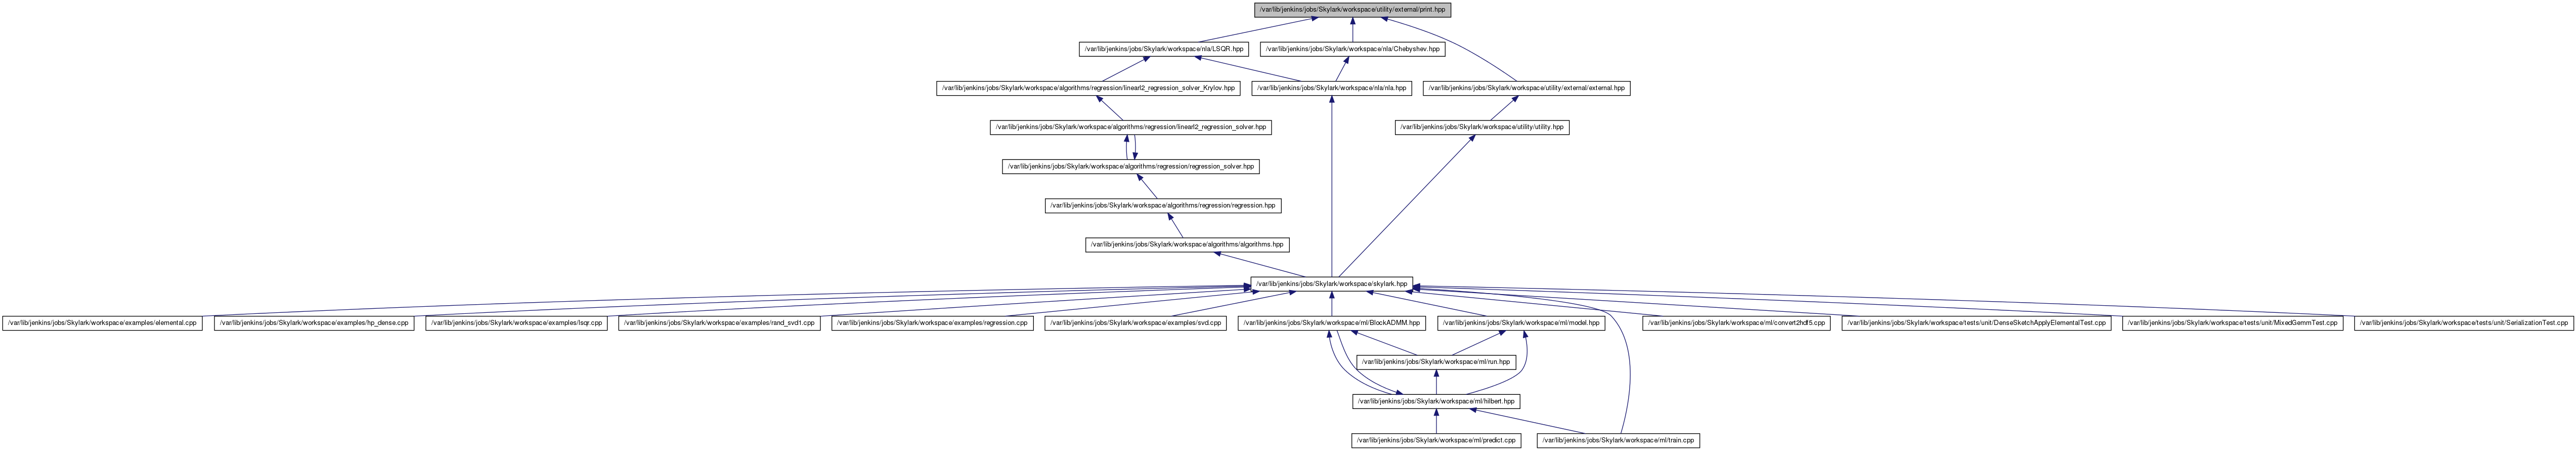 /var/lib/jenkins/jobs/Skylark/workspace/utility/external/print.hpp
/var/lib/jenkins/jobs/Skylark/workspace/nla/LSQR.hpp
/var/lib/jenkins/jobs/Skylark/workspace/nla/Chebyshev.hpp
/var/lib/jenkins/jobs/Skylark/workspace/algorithms/regression/linearl2_regression_solver_Krylov.hpp
/var/lib/jenkins/jobs/Skylark/workspace/nla/nla.hpp
/var/lib/jenkins/jobs/Skylark/workspace/utility/external/external.hpp
/var/lib/jenkins/jobs/Skylark/workspace/algorithms/regression/linearl2_regression_solver.hpp
/var/lib/jenkins/jobs/Skylark/workspace/utility/utility.hpp
/var/lib/jenkins/jobs/Skylark/workspace/algorithms/regression/regression_solver.hpp
/var/lib/jenkins/jobs/Skylark/workspace/algorithms/regression/regression.hpp
/var/lib/jenkins/jobs/Skylark/workspace/algorithms/algorithms.hpp
/var/lib/jenkins/jobs/Skylark/workspace/skylark.hpp
/var/lib/jenkins/jobs/Skylark/workspace/examples/elemental.cpp
/var/lib/jenkins/jobs/Skylark/workspace/examples/hp_dense.cpp
/var/lib/jenkins/jobs/Skylark/workspace/examples/lsqr.cpp
/var/lib/jenkins/jobs/Skylark/workspace/examples/rand_svd1.cpp
/var/lib/jenkins/jobs/Skylark/workspace/examples/regression.cpp
/var/lib/jenkins/jobs/Skylark/workspace/examples/svd.cpp
/var/lib/jenkins/jobs/Skylark/workspace/ml/BlockADMM.hpp
/var/lib/jenkins/jobs/Skylark/workspace/ml/model.hpp
/var/lib/jenkins/jobs/Skylark/workspace/ml/convert2hdf5.cpp
/var/lib/jenkins/jobs/Skylark/workspace/tests/unit/DenseSketchApplyElementalTest.cpp
/var/lib/jenkins/jobs/Skylark/workspace/tests/unit/MixedGemmTest.cpp
/var/lib/jenkins/jobs/Skylark/workspace/tests/unit/SerializationTest.cpp
/var/lib/jenkins/jobs/Skylark/workspace/ml/run.hpp
/var/lib/jenkins/jobs/Skylark/workspace/ml/hilbert.hpp
/var/lib/jenkins/jobs/Skylark/workspace/ml/predict.cpp
/var/lib/jenkins/jobs/Skylark/workspace/ml/train.cpp